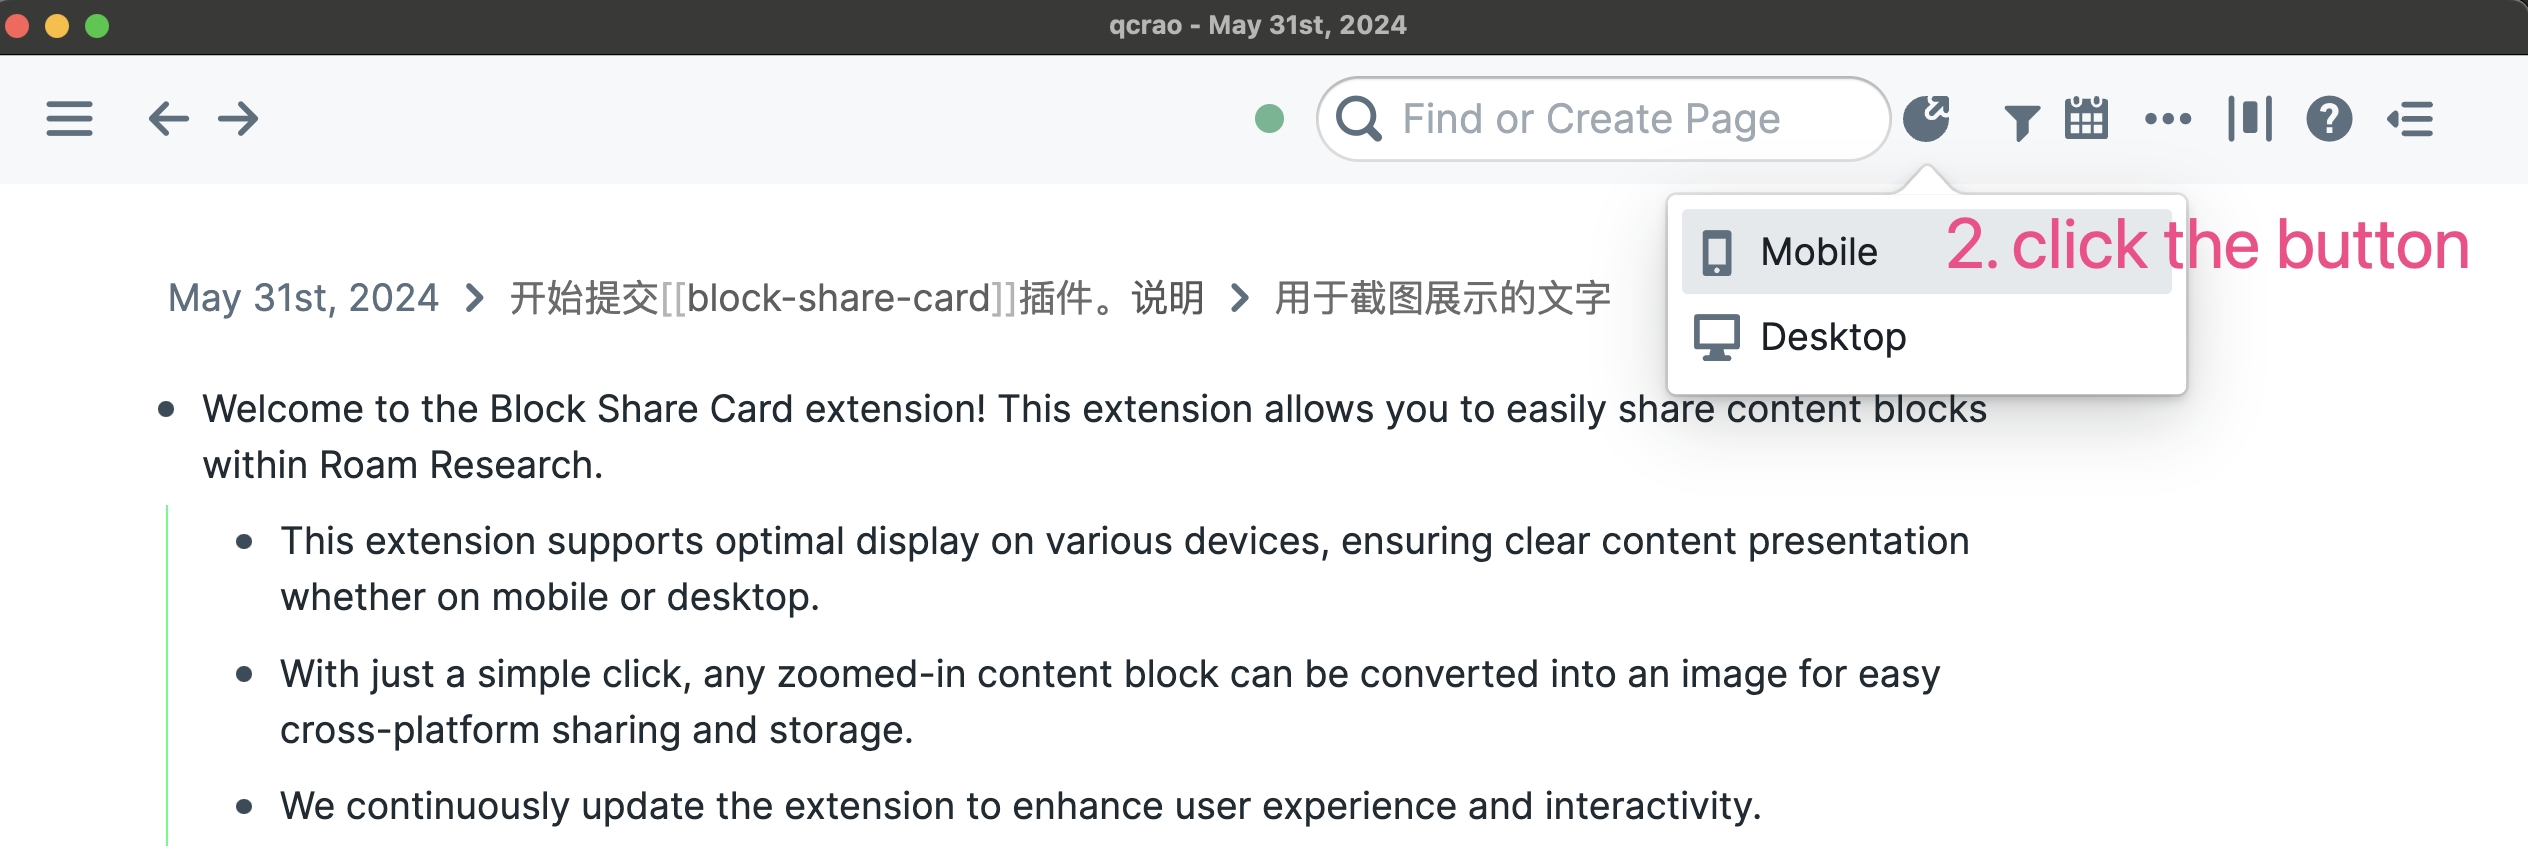 qcrao - May 31st, 2024
Find or Create Page
Mobile
2. click the button
Desktop
May 31st, 2024 > 开始提交[[block-share-card]]插件。说明 > 用于截图展示的文字
Welcome to the Block Share Card extension! This extension allows you to easily share content blocks
within Roam Research.
This extension supports optimal display on various devices, ensuring clear content presentation
whether on mobile or desktop.
With just a simple click, any zoomed-in content block can be converted into an image for easy
cross-platform sharing and storage.
We continuously update the extension to enhance user experience and interactivity.